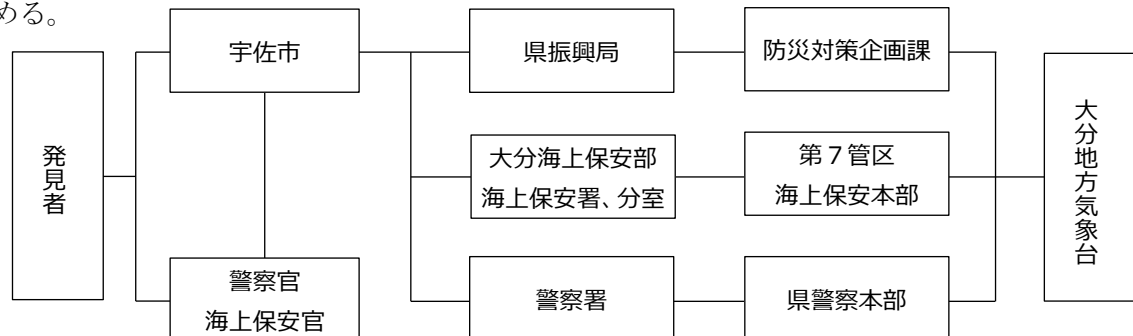 める。
発見者
宇佐市
警察官
海上保安官
県振興局
大分海上保安部
海上保安署、分室
警察署
防災対策企画課
第7管区
海上保安本部
県警察本部
大分地方気象台